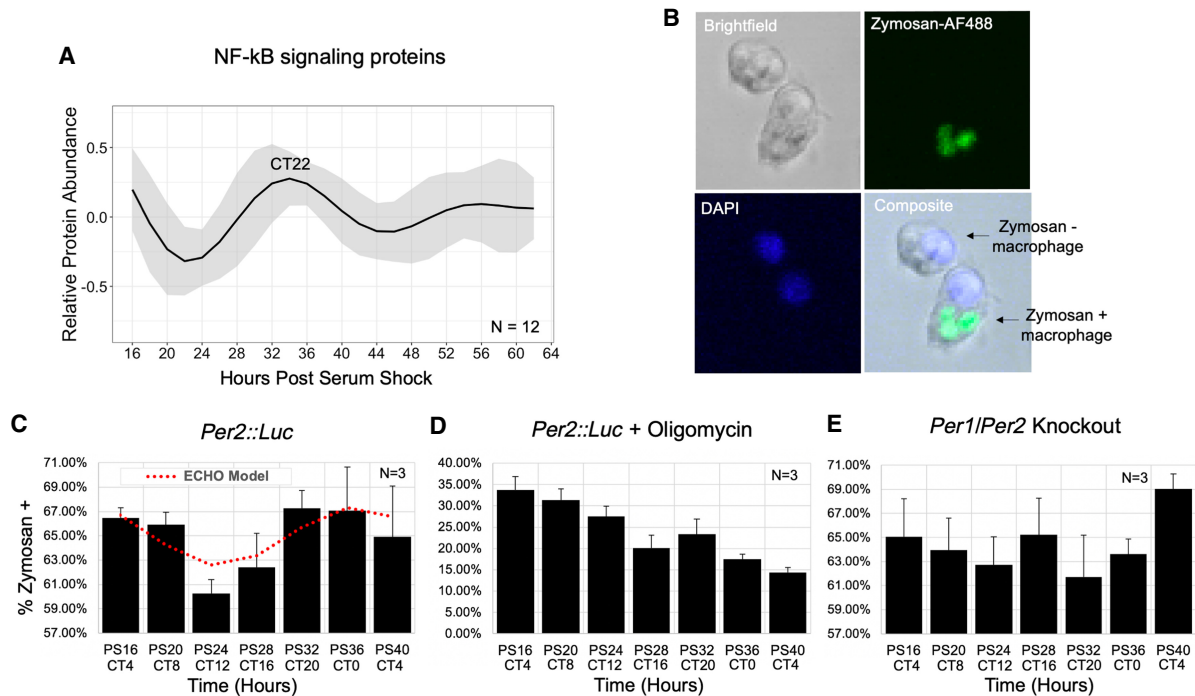 A
NF-kB signaling proteins
Relative Protein Abundance
0.5
0.0
-0.5
CT22
N = 12
16 20 24 28 32 36 40 44 48 52 56 60 64
Hours Post Serum Shock
B
Brightfield
Zymosan-AF488
DAPI
Composite
Zymosan -
macrophage
Zymosan +
macrophage
C
Per2::Luc
% Zymosan +
71.00%
69.00%
67.00%
65.00%
63.00%
61.00%
59.00%
57.00%
ECHO Model
N=3
PS16 PS20 PS24 PS28 PS32 PS36 PS40
CT4 CT8 CT12 CT16 CT20 CT0 CT4
Time (Hours)
D
Per2::Luc + Oligomycin
40.00%
35.00%
30.00%
25.00%
20.00%
15.00%
10.00%
5.00%
0.00%
N=3
PS16 PS20 PS24 PS28 PS32 PS36 PS40
CT4 CT8 CT12 CT16 CT20 CT0 CT4
Time (Hours)
E
Per1/Per2 Knockout
71.00%
69.00%
67.00%
65.00%
63.00%
61.00%
59.00%
57.00%
N=3
PS16 PS20 PS24 PS28 PS32 PS36 PS40
CT4 CT8 CT12 CT16 CT20 CT0 CT4
Time (Hours)